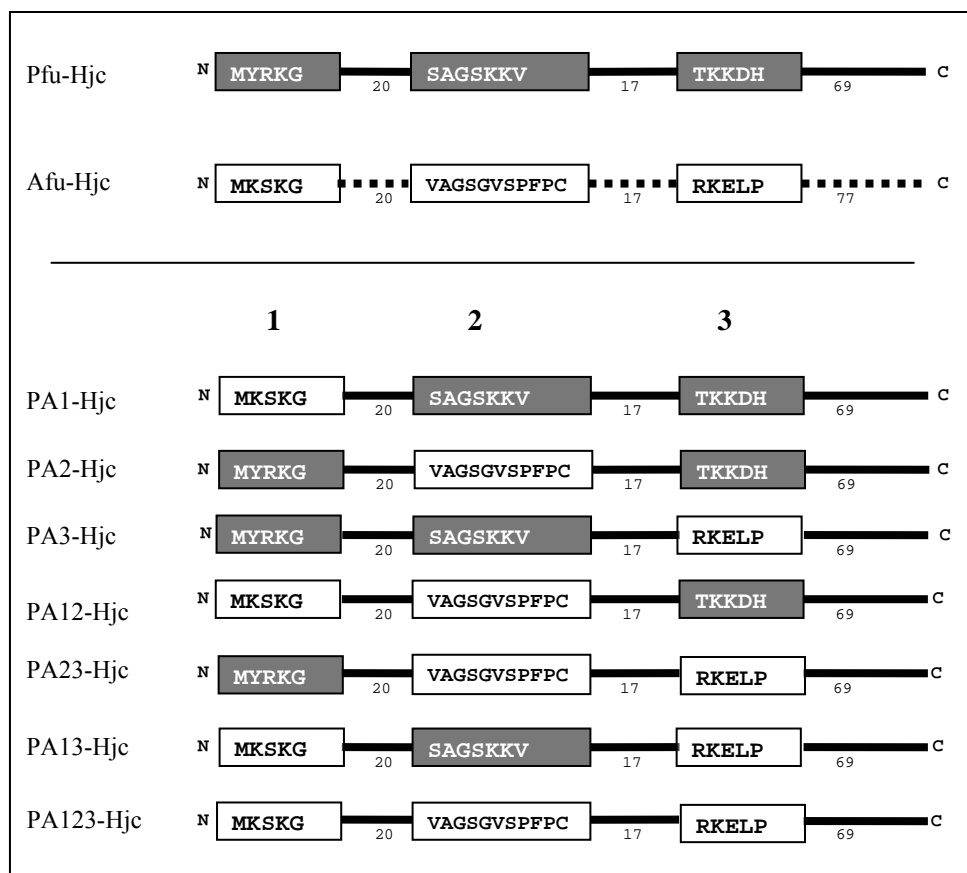 Pfu-Hjc N MYRKG 20 SAGSKKV 17 TKKDH 69 C
Afu-Hjc N MKSKG 20 VAGSGVSPFPC 17 RKELP 77 C
1 2 3
PA1-Hjc N MKSKG 20 SAGSKKV 17 TKKDH 69 C
PA2-Hjc N MYRKG 20 VAGSGVSPFPC 17 TKKDH 69 C
PA3-Hjc N MYRKG 20 SAGSKKV 17 RKELP 69 C
PA12-Hjc N MKSKG 20 VAGSGVSPFPC 17 TKKDH 69 C
PA23-Hjc N MYRKG 20 VAGSGVSPFPC 17 RKELP 69 C
PA13-Hjc N MKSKG 20 SAGSKKV 17 RKELP 69 C
PA123-Hjc N MKSKG 20 VAGSGVSPFPC 17 RKELP 69 C